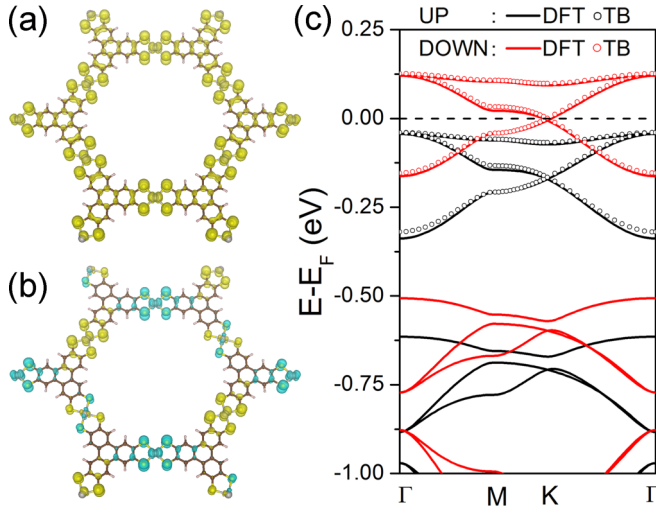 (a)
(b)
(c)
UP : DFT TB
DOWN: DFT TB
E-E_F (eV)
0.25
0.00
-0.25
-0.50
-0.75
-1.00
Γ M K Γ